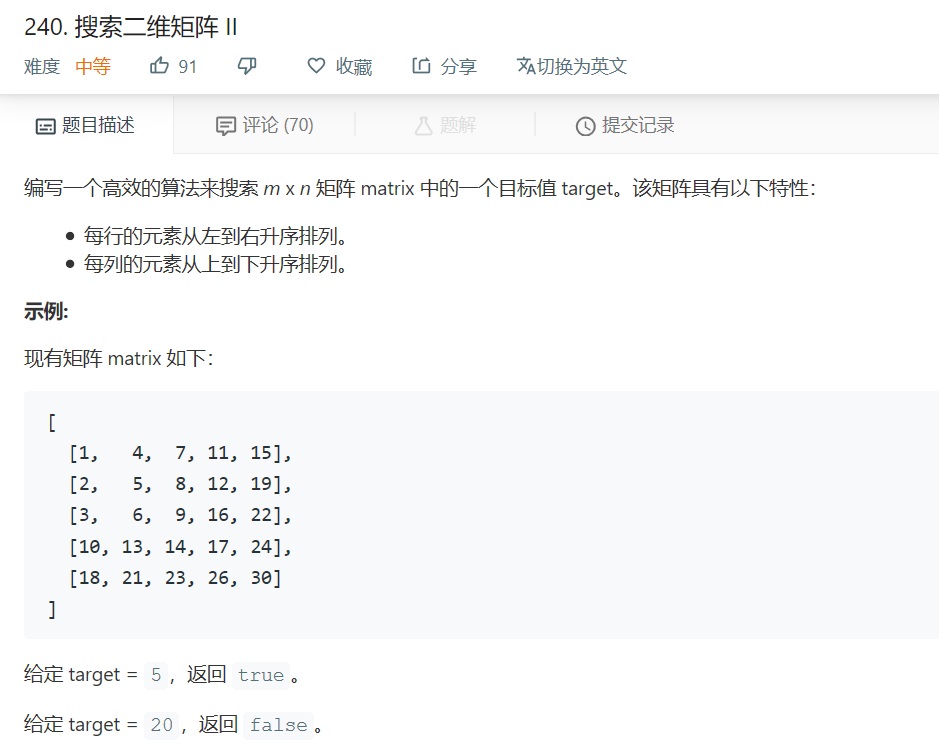 240. 搜索二维矩阵 II
难度 中等 91 收藏 分享 切换为英文
题目描述 评论 (70) 题解 提交记录
编写一个高效的算法来搜索 m x n 矩阵 matrix 中的一个目标值 target。该矩阵具有以下特性：
每行的元素从左到右升序排列。
每列的元素从上到下升序排列。
示例:
现有矩阵 matrix 如下：
[
[1, 4, 7, 11, 15],
[2, 5, 8, 12, 19],
[3, 6, 9, 16, 22],
[10, 13, 14, 17, 24],
[18, 21, 23, 26, 30]
]
给定 target = 5，返回 true。
给定 target = 20，返回 false。